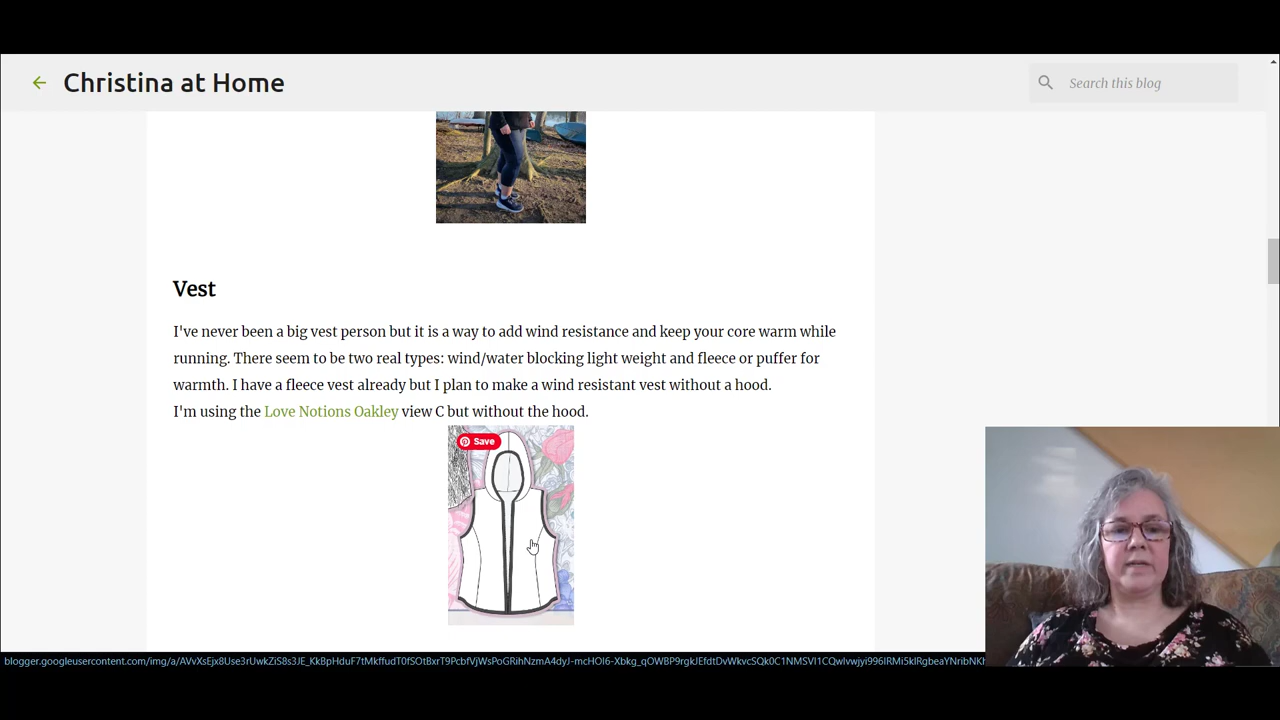 Christina at Home
Search this blog
Vest
I've never been a big vest person but it is a way to add wind resistance and keep your core warm while
running. There seem to be two real types: wind/water blocking light weight and fleece or puffer for
warmth. I have a fleece vest already but I plan to make a wind resistant vest without a hood.
I'm using the Love Notions Oakley view C but without the hood.
Save